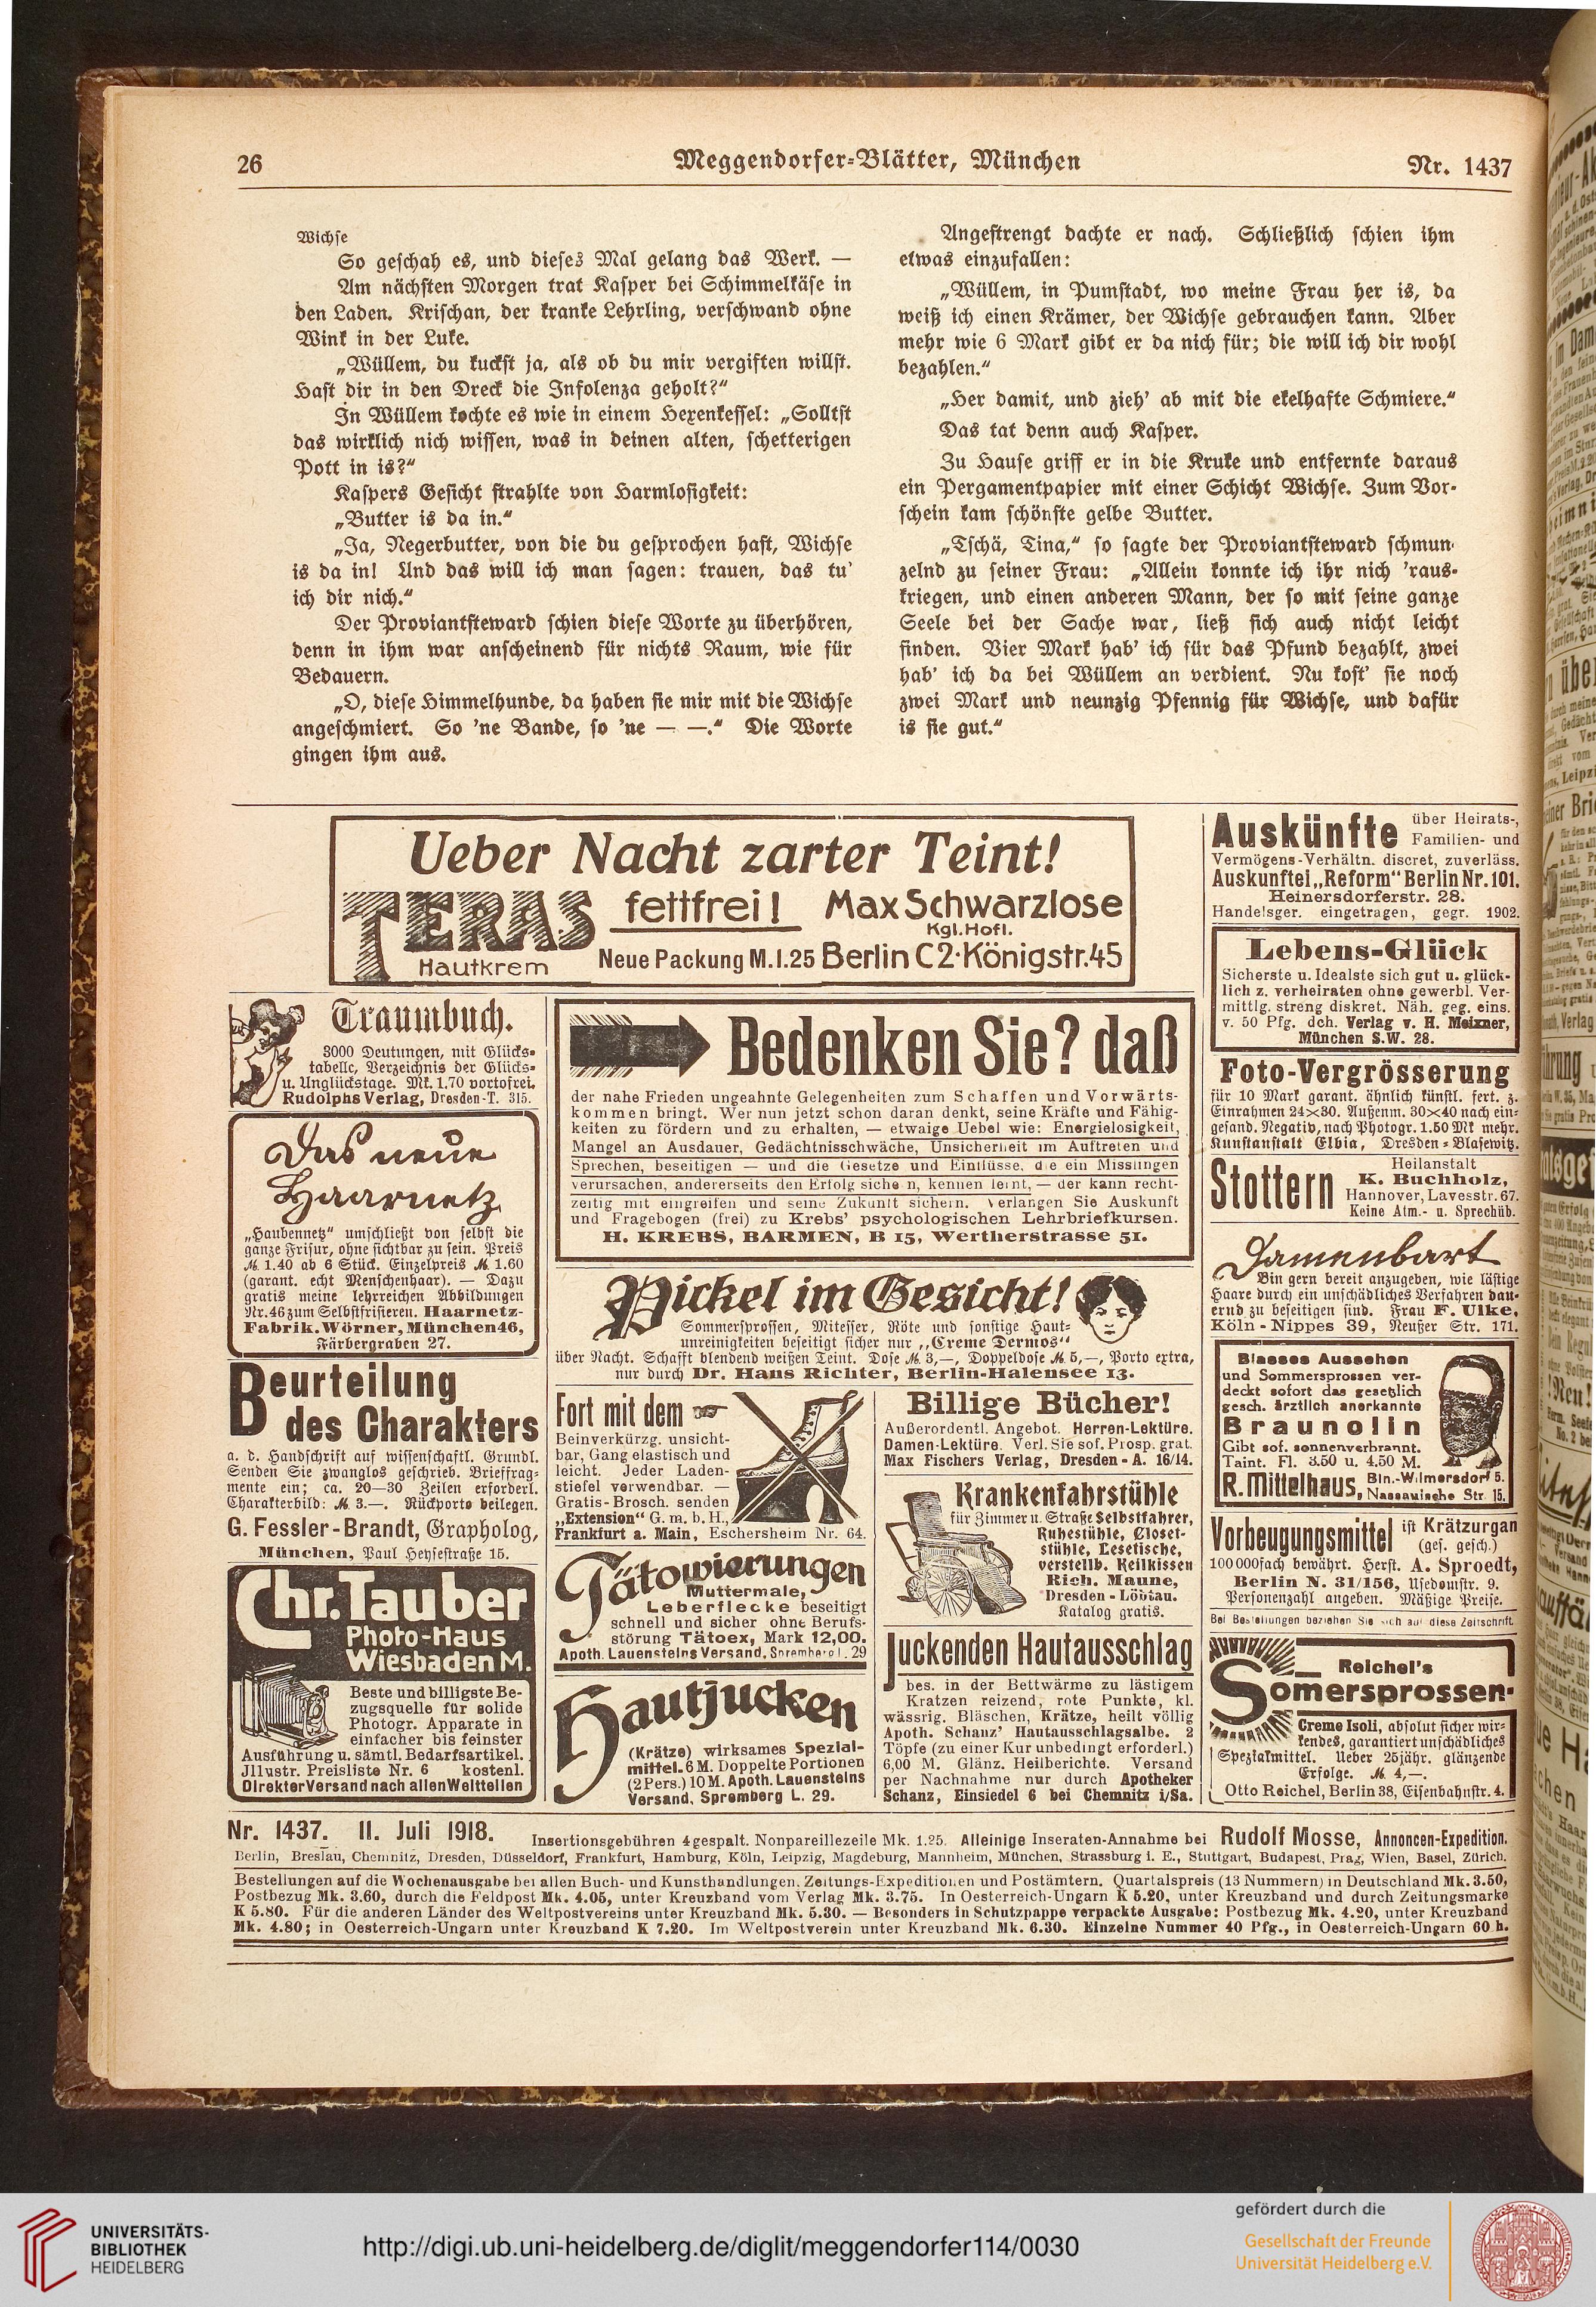 26
Meggendorfer-Blätter, München
Nr. 1437
Wichse
So geschah es, und dieses Mal gelang das Werk. —
Am nächsten Morgen trat Kasper bei Schimmelkäse in
den Laden. Krischan, der kranke Lehrling, verschwand ohne
Wink in der Luke.
„Wüllem, du kuckst ja, als ob du mir vergiften willst.
Hast dir in den Dreck die Infolenza geholt?“
In Wüllem kochte es wie in einem Hexenkessel: „Solltst
das wirklich nich wissen, was in deinen alten, schetterigen
Pott in is?“
Kaspers Gesicht strahlte von Harmlosigkeit:
„Butter is da in.“
„Ja, Negerbutter, von die du gesprochen hast, Wichse
is da in! Und das will ich man sagen: trauen, das tu'
ich dir nich.“
Der Proviantsteward schien diese Worte zu überhören,
denn in ihm war anscheinend für nichts Raum, wie für
Bedauern.
„O, diese Himmelhunde, da haben sie mir mit die Wichse
angeschmiert. So 'ne Bande, so 'ne — —.“ Die Worte
gingen ihm aus.
Angestrengt dachte er nach. Schließlich schien ihm
etwas einzufallen:
„Wüllem, in Pumstadt, wo meine Frau her is, da
weiß ich einen Krämer, der Wichse gebrauchen kann. Aber
mehr wie 6 Mark gibt er da nich für; die will ich dir wohl
bezahlen.“
„Her damit, und zieh' ab mit die ekelhafte Schmiere.“
Das tat denn auch Kasper.
Zu Hause griff er in die Kruke und entfernte daraus
ein Pergamentpapier mit einer Schicht Wichse. Zum Vor-
schein kam schönste gelbe Butter.
„Tschä, Tina,“ so sagte der Proviantsteward schmun-
zelnd zu seiner Frau: „Allein konnte ich ihr nich 'raus-
kriegen, und einen anderen Mann, der so mit seine ganze
Seele bei der Sache war, ließ sich auch nicht leicht
finden. Vier Mark hab' ich für das Pfund bezahlt, zwei
hab' ich da bei Wüllem an verdient. Nu kost' sie noch
zwei Mark und neunzig Pfennig für Wichse, und dafür
is sie gut.“
Ueber Nacht zarter Teint!
TERAS fettfrei! Max Schwarzlose
Kgl. Hofl.
Hautkrem Neue Packung M. 1.25 Berlin C2·Königstr. 45
Traumbuch.
3000 Deutungen, mit Glücks-
tabelle, Verzeichnis der Glücks-
u. Unglückstage. Mk. 1.70 portofrei.
Rudolphs Verlag, Dresden-T. 315.
Das neue
Haarnetz
„Haubennetz“ umschließt von selbst die
ganze Frisur, ohne sichtbar zu sein. Preis
ℳ 1.40 ab 6 Stück. Einzelpreis ℳ 1.60
(garant. echt Menschenhaar). — Dazu
gratis meine lehrreichen Abbildungen
Nr. 46 zum Selbstfrisieren. Haarnetz-
Fabrik. Wörner, München 46,
Färbergraben 27.
Beurteilung
des Charakters
a. d. Handschrift auf wissenschaftl. Grundl.
Senden Sie zwanglos geschrieb. Brieffrag-
mente ein; ca. 20—30 Zeilen erforderl.
Charakterbild: ℳ 3.—. Rückporto beilegen.
G. Fessler-Brandt, Grapholog,
München, Paul Heysestraße 15.
Chr. Tauber
Photo-Haus
Wiesbaden M.
Beste und billigste Be-
zugsquelle für solide
Photogr. Apparate in
einfacher bis feinster
Ausführung u. sämtl. Bedarfsartikel.
Jllustr. Preisliste Nr. 6 kostenl.
Direkter Versand nach allen Weltteilen
Bedenken Sie? daß
der nahe Frieden ungeahnte Gelegenheiten zum Schaffen und Vorwärts-
kommen bringt. Wer nun jetzt schon daran denkt, seine Kräfte und Fähig-
keiten zu fördern und zu erhalten, — etwaige Uebel wie: Energielosigkeit,
Mangel an Ausdauer, Gedächtnisschwäche, Unsicherheit im Auftreten und
Sprechen, beseitigen — und die Gesetze und Einflüsse, die ein Misslingen
verursachen, andererseits den Erfolg sichern, kennen lernt, — der kann recht-
zeitig mit eingreifen und seine Zukunft sichern. Verlangen Sie Auskunft
und Fragebogen (frei) zu Krebs' psychologischen Lehrbriefkursen.
H. KREBS, BARMEN, B 15, Wertherstrasse 51.
Pickel im Gesicht!
Sommersprossen, Mitesser, Röte und sonstige Haut-
unreinigkeiten beseitigt sicher nur „Creme Dermos“
über Nacht. Schafft blendend weißen Teint. Dose ℳ 3,—, Doppeldose ℳ 5,—, Porto extra,
nur durch Dr. Hans Richter, Berlin-Halensee 13.
Fort mit dem
Beinverkürzg. unsicht-
bar, Gang elastisch und
leicht. Jeder Laden-
stiefel verwendbar. —
Gratis-Brosch. senden
„Extension“ G. m. b. H.,
Frankfurt a. Main, Eschersheim Nr. 64.
Tätowierungen
Muttermale,
Leberflecke beseitigt
schnell und sicher ohne Berufs-
störung Tätoex, Mark 12,00.
Apoth. Lauensteins Versand, Spremberg L. 29
Hautjucken
(Krätze) wirksames Spezial-
mittel. 6 M. Doppelte Portionen
(2 Pers.) 10 M. Apoth. Lauensteins
Versand, Spremberg L. 29.
Billige Bücher!
Außerordentl. Angebot. Herren-Lektüre.
Damen-Lektüre. Verl. Sie sof. Prosp. grat.
Max Fischers Verlag, Dresden-A. 16/14.
Krankenfahrstühle
für Zimmer u. Straße Selbstfahrer,
Ruhestühle, Closet-
stühle, Lesetische,
verstellb. Keilkissen
Rich. Maune,
Dresden-Löbtau.
Katalog gratis.
Juckenden Hautausschlag
bes. in der Bettwärme zu lästigem
Kratzen reizend, rote Punkte, kl.
wässrig. Bläschen, Krätze, heilt völlig
Apoth. Schanz' Hautausschlagsalbe. 2
Töpfe (zu einer Kur unbedingt erforderl.)
6,00 M. Glänz. Heilberichte. Versand
per Nachnahme nur durch Apotheker
Schanz, Einsiedel 6 bei Chemnitz i/Sa.
Auskünfte über Heirats-,
Familien- und
Vermögens-Verhältn. discret, zuverläss.
Auskunftei „Reform“ Berlin Nr. 101.
Heinersdorferstr. 28.
Handelsger. eingetragen, gegr. 1902.
Lebens-Glück
Sicherste u. Idealste sich gut u. glück-
lich z. verheiraten ohne gewerbl. Ver-
mittlg. streng diskret. Näh. geg. eins.
v. 50 Pfg. dch. Verlag v. H. Meixner,
München S.W. 28.
Foto-Vergrösserung
für 10 Mark garant. ähnlich künstl. fert. z.
Einrahmen 24×30. Außenm. 30×40 nach ein-
gesand. Negativ, nach Photogr. 1.50 Mk mehr.
Kunstanstalt Elbia, Dresden-Blasewitz.
Stottern Heilanstalt
K. Buchholz,
Hannover, Lavesstr. 67.
Keine Atm.- u. Sprechüb.
Damenbart
Bin gern bereit anzugeben, wie lästige
Haare durch ein unschädliches Verfahren dau-
ernd zu beseitigen sind. Frau F. Ulke,
Köln-Nippes 39, Neußer Str. 171.
Blasses Aussehen
und Sommersprossen ver-
deckt sofort das gesetzlich
gesch. ärztlich anerkannte
Braunolin
Gibt sof. sonnenverbrannt.
Taint. Fl. 3.50 u. 4.50 M.
R. Mittelhaus, Bln.-Wilmersdorf 5.
Nassauische Str. 15.
Vorbeugungsmittel ist Krätzurgan
(ges. gesch.)
100000fach bewährt. Herst. A. Sproedt,
Berlin N. 31/156, Usedomstr. 9.
Personenzahl angeben. Mäßige Preise.
Bei Bestellungen beziehen Sie sich auf diese Zeitschrift.
Reichel's
Somersprossen-
Creme Isoli, absolut sicher wir-
kendes, garantiert unschädliches
Spezialmittel. Ueber 25jähr. glänzende
Erfolge. ℳ 4,—.
Otto Reichel, Berlin 38, Eisenbahnstr. 4.
Nr. 1437. 11. Juli 1918. Insertionsgebühren 4gespalt. Nonpareillezeile Mk. 1.25. Alleinige Inseraten-Annahme bei Rudolf Mosse, Annoncen-Expedition.
Berlin, Breslau, Chemnitz, Dresden, Düsseldorf, Frankfurt, Hamburg, Köln, Leipzig, Magdeburg, Mannheim, München, Strassburg i. E., Stuttgart, Budapest, Prag, Wien, Basel, Zürich.
Bestellungen auf die Wochenausgabe bei allen Buch- und Kunsthandlungen, Zeitungs-Expeditionen und Postämtern. Quartalspreis (13 Nummern) in Deutschland Mk. 3.50,
Postbezug Mk. 3.60, durch die Feldpost Mk. 4.05, unter Kreuzband vom Verlag Mk. 3.75. In Oesterreich-Ungarn K 5.20, unter Kreuzband und durch Zeitungsmarke
K 5.80. Für die anderen Länder des Weltpostvereins unter Kreuzband Mk. 5.30. — Besonders in Schutzpappe verpackte Ausgabe: Postbezug Mk. 4.20, unter Kreuzband
Mk. 4.80; in Oesterreich-Ungarn unter Kreuzband K 7.20. Im Weltpostverein unter Kreuzband Mk. 6.30. Einzelne Nummer 40 Pfg., in Oesterreich-Ungarn 60 h.
UNIVERSITÄTS-
BIBLIOTHEK
HEIDELBERG
http://digi.ub.uni-heidelberg.de/diglit/meggendorfer114/0030
gefördert durch die
Gesellschaft der Freunde
Universität Heidelberg e.V.